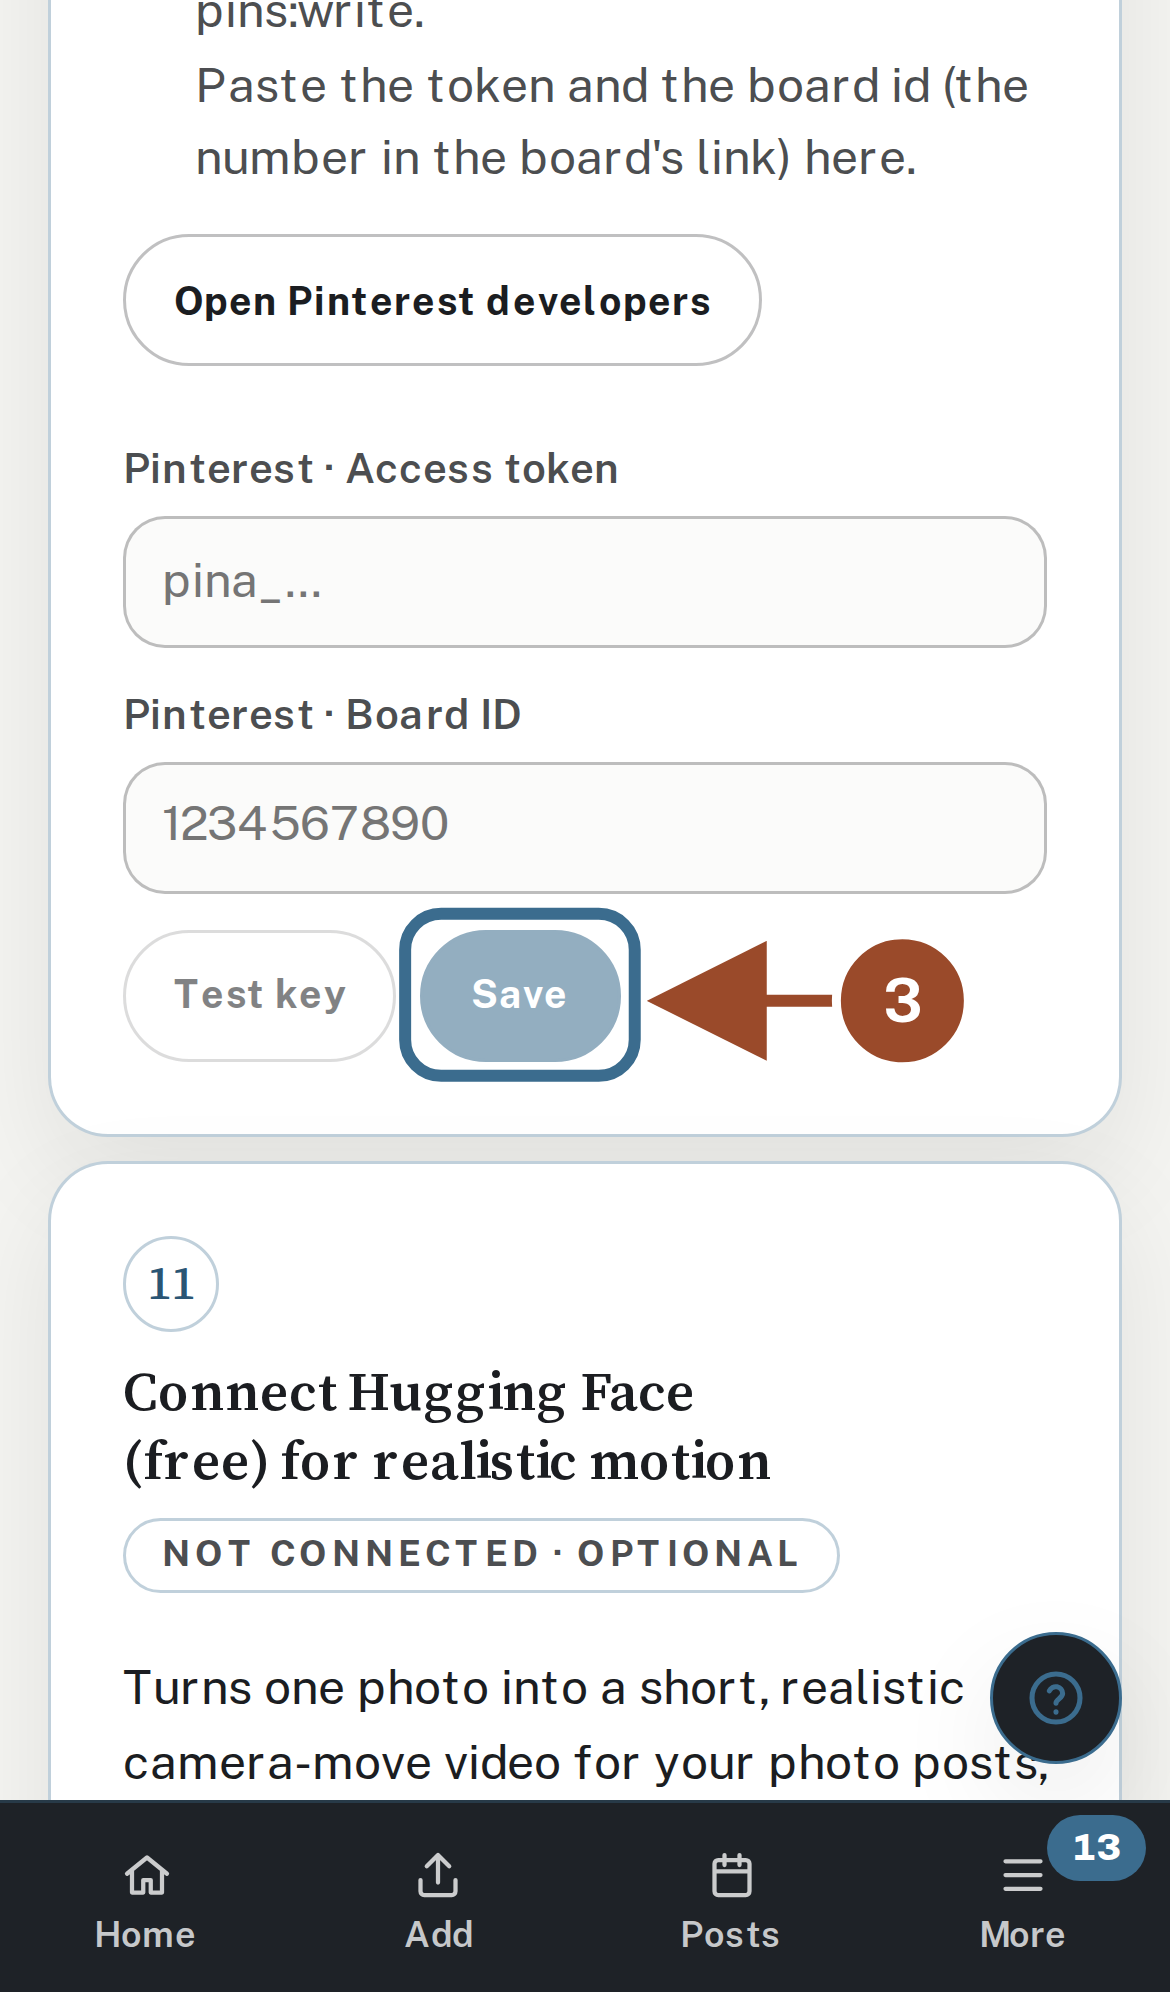 pins:write.
Paste the token and the board id (the
number in the board's link) here.
Open Pinterest developers
Pinterest · Access token
pina_...
Pinterest · Board ID
1234567890
Test key
Save
3
11
Connect Hugging Face
(free) for realistic motion
NOT CONNECTED · OPTIONAL
Turns one photo into a short, realistic
camera-move video for your photo posts,
13
Home
Add
Posts
More